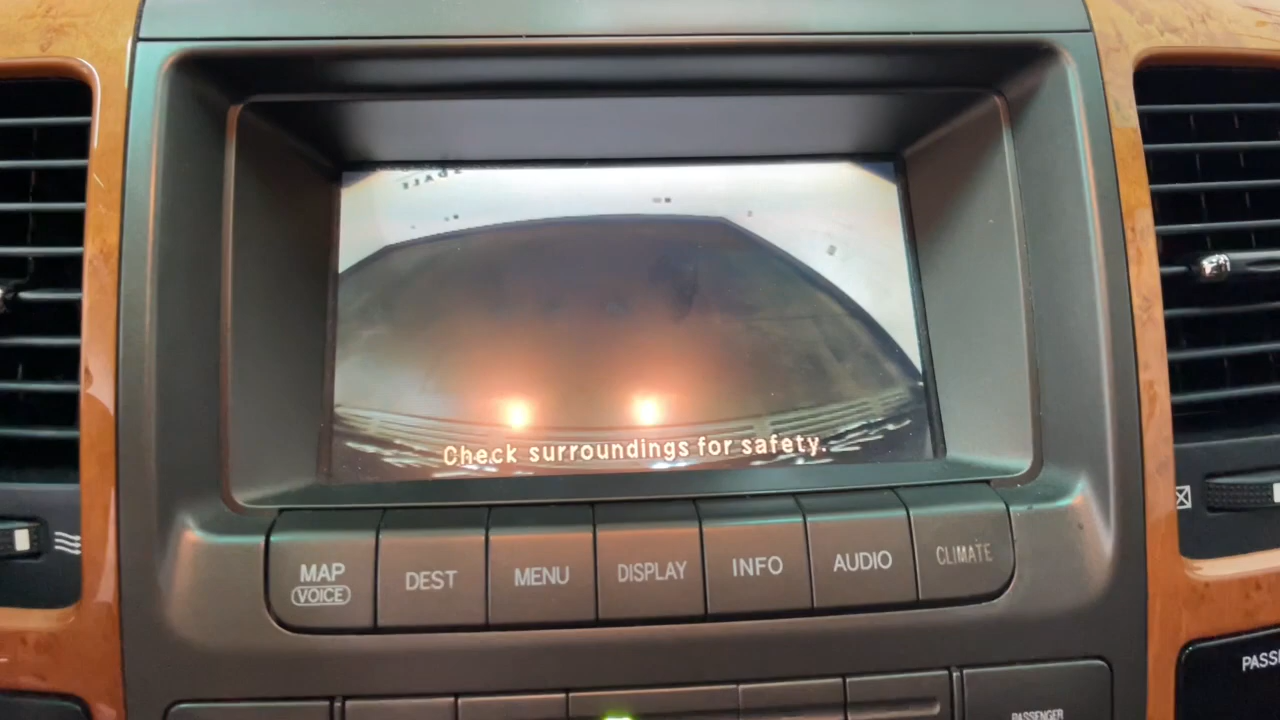 Check surroundings for safety.
MAP
VOICE
DEST
MENU
DISPLAY
INFO
AUDIO
CLIMATE
PASSENGER